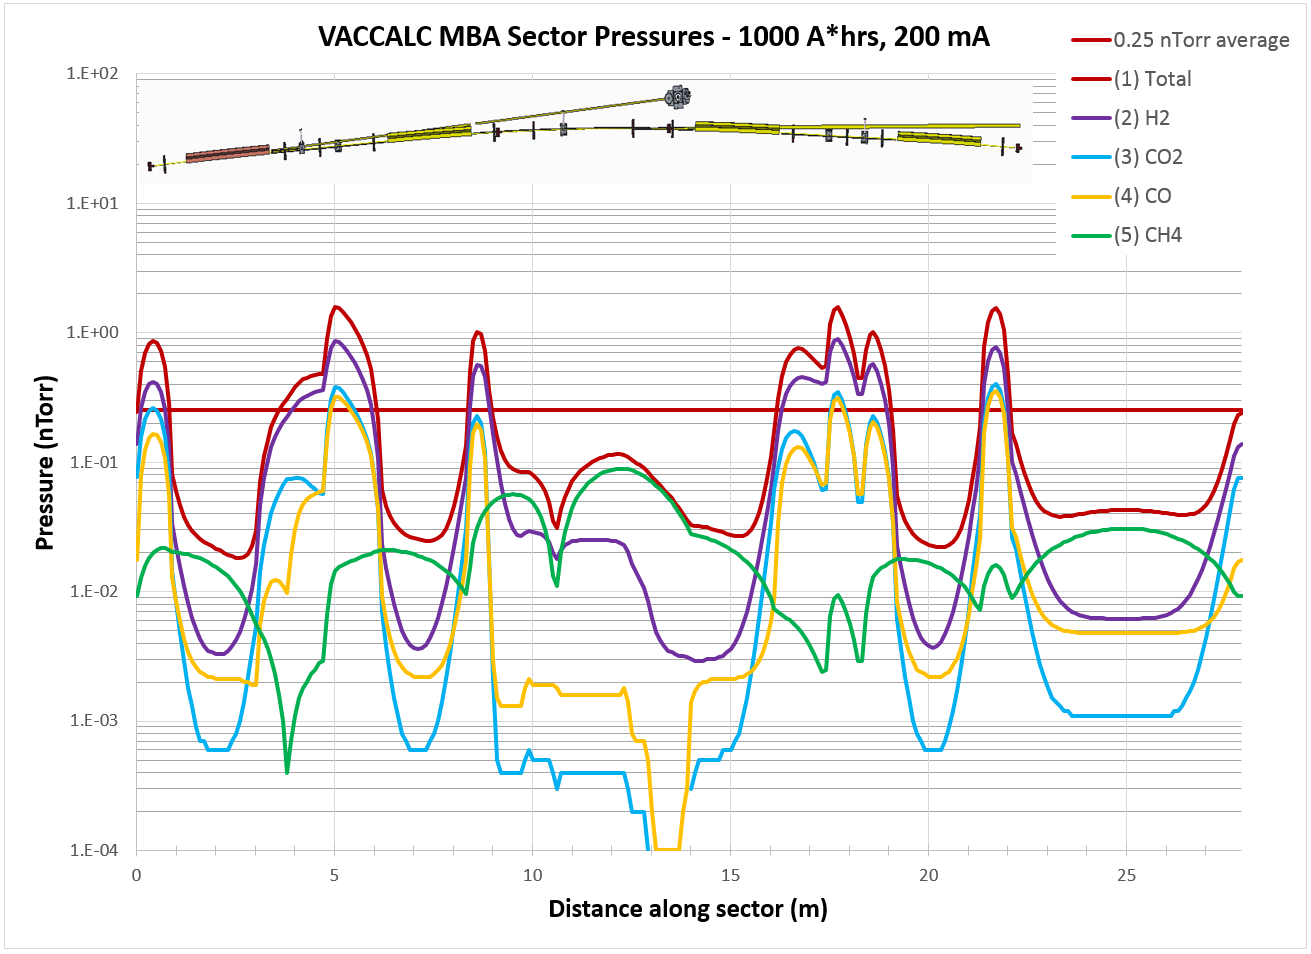 VACCALC MBA Sector Pressures - 1000 A*hrs, 200 mA
0.25 nTorr average
(1) Total
(2) H2
(3) CO2
(4) CO
(5) CH4
1.E+02
1.E+01
1.E+00
1.E-01
1.E-02
1.E-03
1.E-04
Pressure (nTorr)
0 5 10 15 20 25
Distance along sector (m)